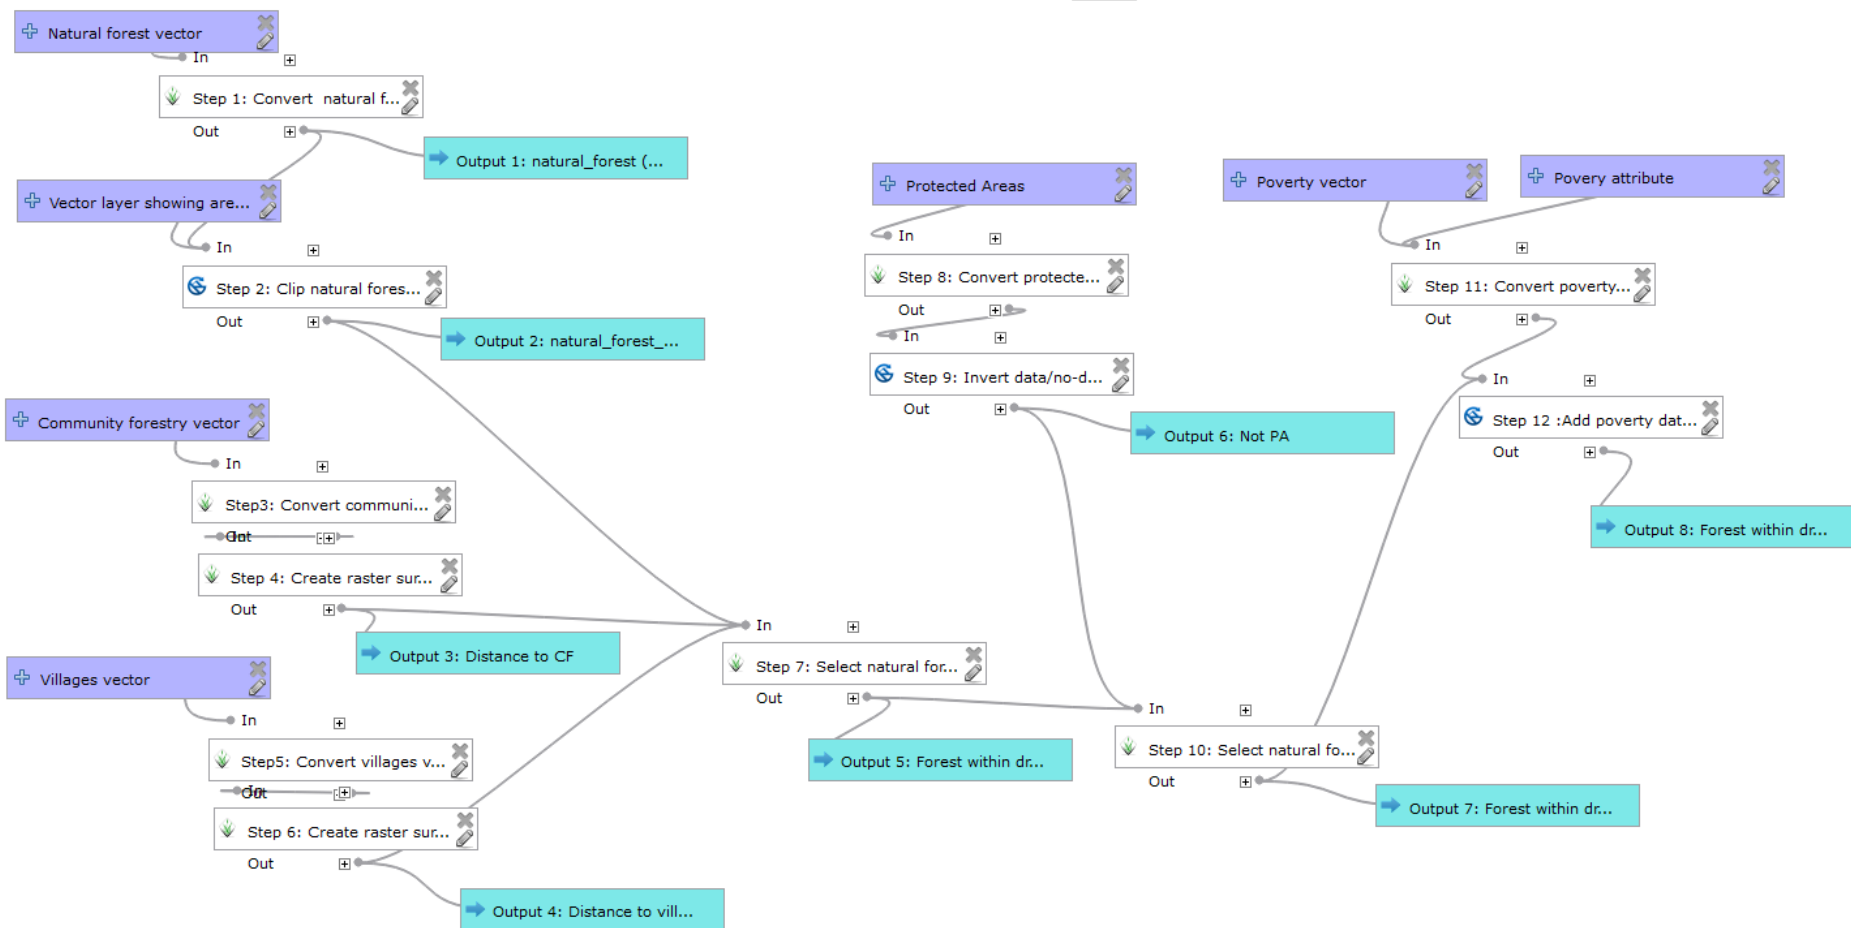 Natural forest vector
In
Step 1: Convert  natural f...
Out
Output 1: natural_forest (...
Vector layer showing are...
In
Step 2: Clip natural fores...
Out
Output 2: natural_forest_...
Community forestry vector
In
Step3: Convert communi...
Out
In
Step 4: Create raster sur...
Out
Output 3: Distance to CF
Villages vector
In
Step5: Convert villages v...
Out
In
Step 6: Create raster sur...
Out
Output 4: Distance to vill...
In
Step 7: Select natural for...
Out
Output 5: Forest within dr...
Protected Areas
In
Step 8: Convert protecte...
Out
In
Step 9: Invert data/no-d...
Out
Output 6: Not PA
In
Step 10: Select natural fo...
Out
Output 7: Forest within dr...
Poverty vector
Povery attribute
In
Step 11: Convert poverty...
Out
In
Step 12 :Add poverty dat...
Out
Output 8: Forest within dr...